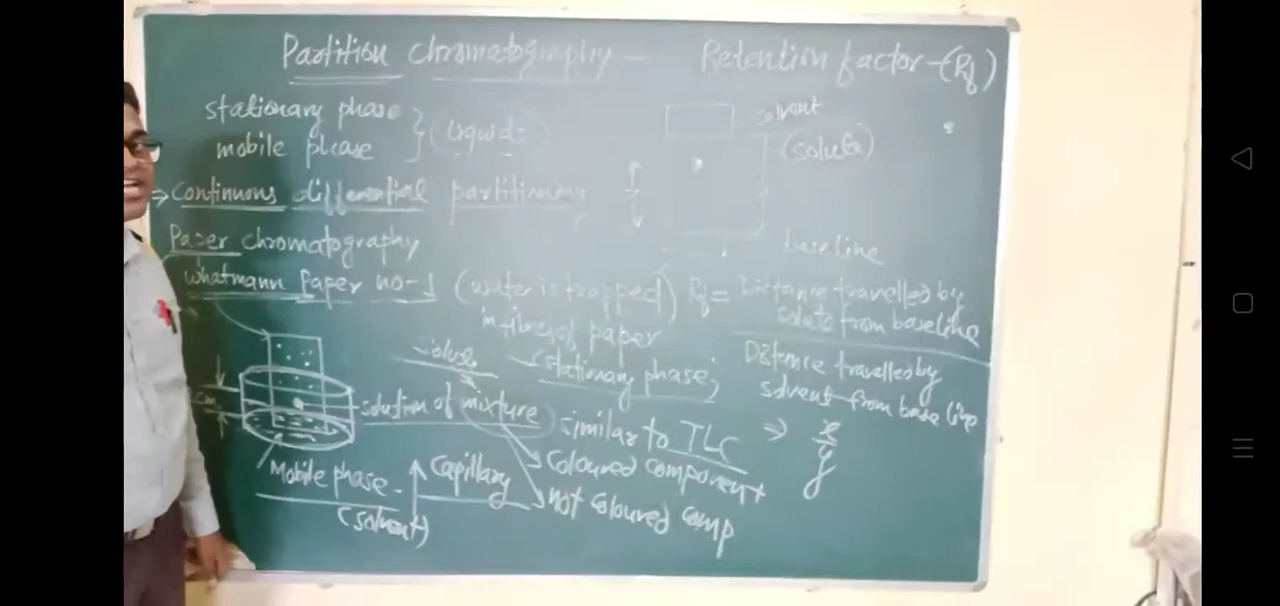 Partition chromatography –
stationary phase
mobile phase
} (Liquid)
⇒ Continuous differential partitioning
Paper chromatography
whatmann Paper no-1 (water is trapped)
in fibres of paper
(stationary phase)
solution of mixture
similar to TLC
coloured component
not coloured comp
Mobile phase -
(solvent)
↑ Capillary
cm
Retention factor - (Rf)
solvent
(solute)
base line
Rf = Distance travelled by
solute from baseline
Distance travelled by
solvent from base line
⇒ x
y